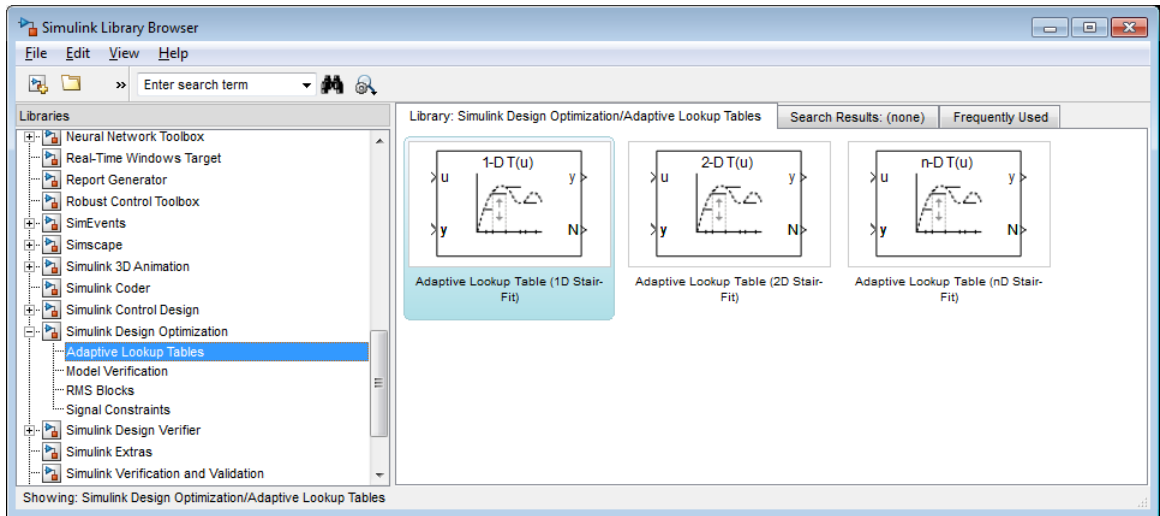 Simulink Library Browser
File Edit View Help
» Enter search term
Libraries
Neural Network Toolbox
Real-Time Windows Target
Report Generator
Robust Control Toolbox
SimEvents
Simscape
Simulink 3D Animation
Simulink Coder
Simulink Control Design
Simulink Design Optimization
Adaptive Lookup Tables
Model Verification
RMS Blocks
Signal Constraints
Simulink Design Verifier
Simulink Extras
Simulink Verification and Validation
Library: Simulink Design Optimization/Adaptive Lookup Tables Search Results: (none) Frequently Used
1-D T(u)
u y
y N
Adaptive Lookup Table (1D Stair-
Fit)
2-D T(u)
u y
y N
Adaptive Lookup Table (2D Stair-
Fit)
n-D T(u)
u y
y N
Adaptive Lookup Table (nD Stair-
Fit)
Showing: Simulink Design Optimization/Adaptive Lookup Tables